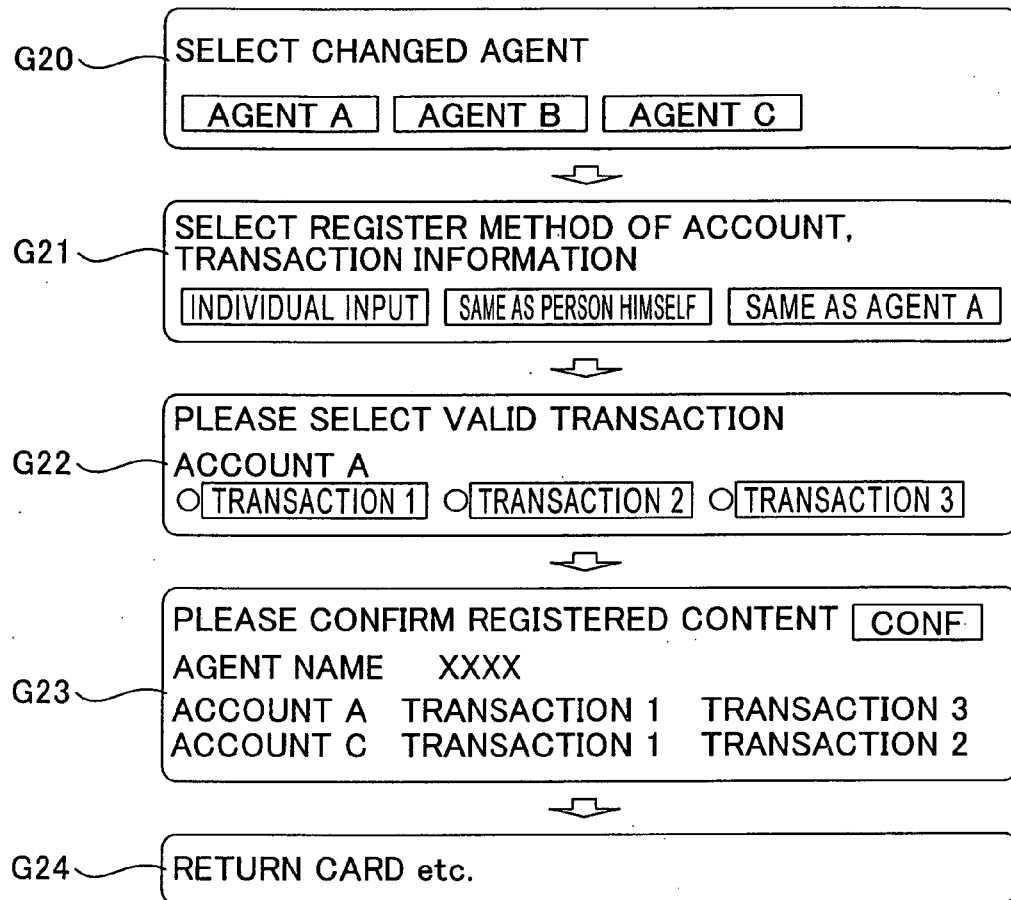 G20
SELECT CHANGED AGENT
AGENT A AGENT B AGENT C
G21
SELECT REGISTER METHOD OF ACCOUNT,
TRANSACTION INFORMATION
INDIVIDUAL INPUT SAME AS PERSON HIMSELF SAME AS AGENT A
G22
PLEASE SELECT VALID TRANSACTION
ACCOUNT A
TRANSACTION 1 TRANSACTION 2 TRANSACTION 3
G23
PLEASE CONFIRM REGISTERED CONTENT CONF
AGENT NAME XXXX
ACCOUNT A TRANSACTION 1 TRANSACTION 3
ACCOUNT C TRANSACTION 1 TRANSACTION 2
G24
RETURN CARD etc.